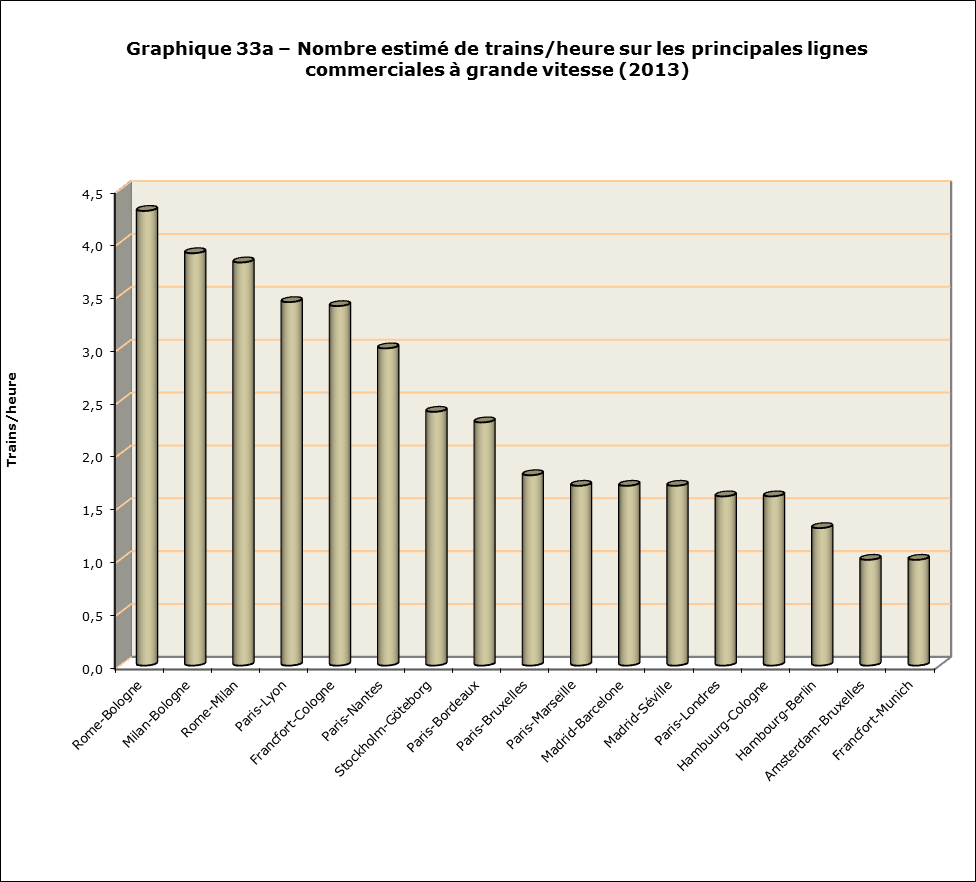 Graphique 33a – Nombre estimé de trains/heure sur les principales lignes
commerciales à grande vitesse (2013)
Trains/heure
4,5
4,0
3,5
3,0
2,5
2,0
1,5
1,0
0,5
0,0
Rome-Bologne
Milan-Bologne
Rome-Milan
Paris-Lyon
Francfort-Cologne
Paris-Nantes
Stockholm-Göteborg
Paris-Bordeaux
Paris-Bruxelles
Paris-Marseille
Madrid-Barcelone
Madrid-Séville
Paris-Londres
Hambuurg-Cologne
Hambourg-Berlin
Amsterdam-Bruxelles
Francfort-Munich